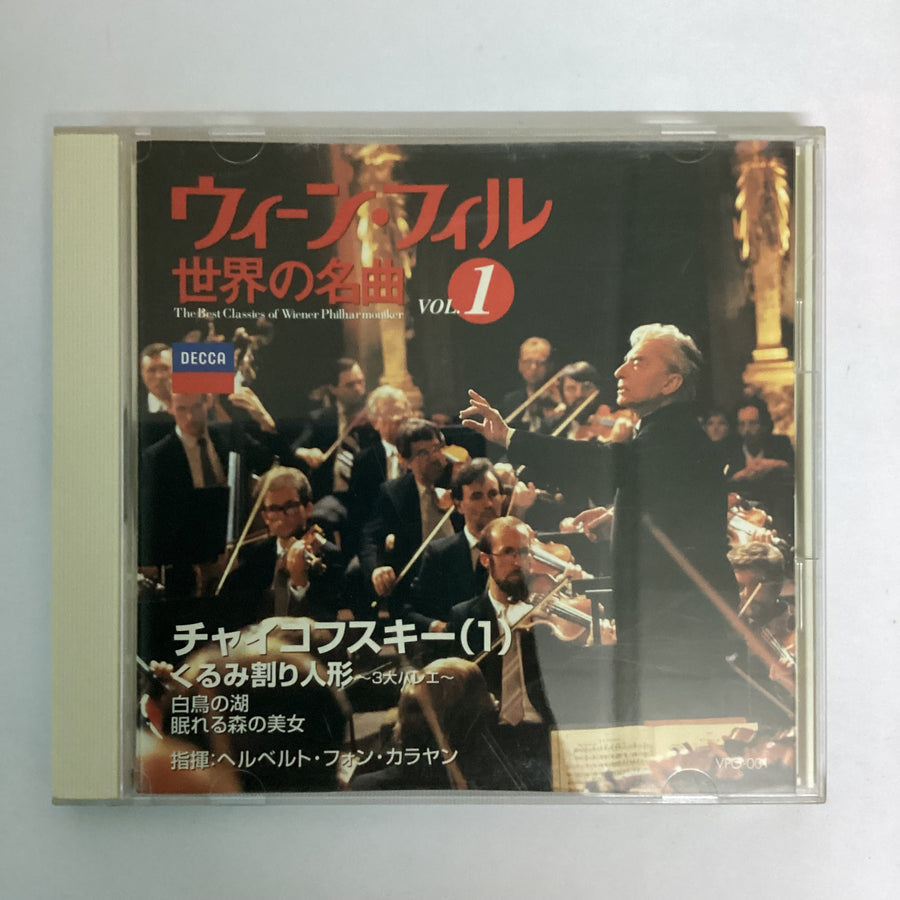 ウィーン・フィル
世界の名曲 VOL.1
The Best Classics of Wiener Philharmoniker
DECCA
チャイコフスキー(1)
くるみ割り人形 〜3大バレエ〜
白鳥の湖
眠れる森の美女
指揮:ヘルベルト・フォン・カラヤン
VPG-001